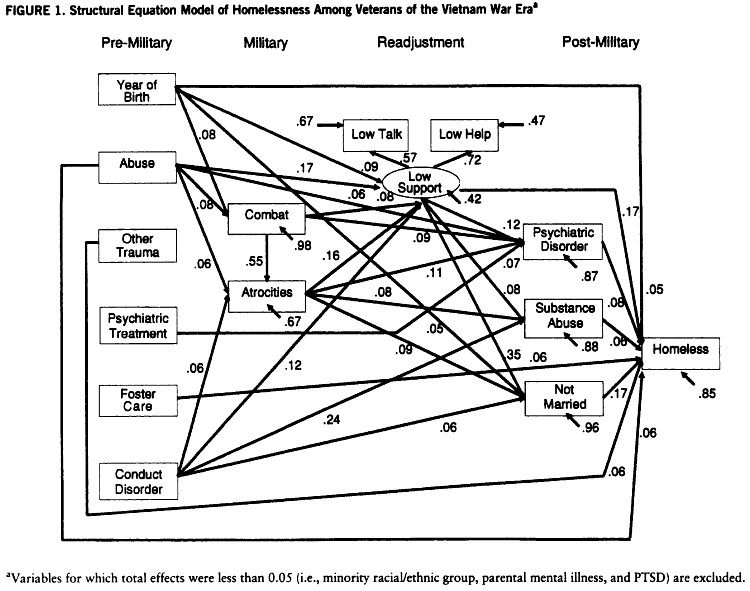 FIGURE 1. Structural Equation Model of Homelessness Among Veterans of the Vietnam War Eraª
Pre-Military Military Readjustment Post-Military
Year of
Birth
.67 Low Talk Low Help .47
.08
.57 .72
Abuse .17 .09
Low
Support
.06 .08 .42
.08 Combat .12 .17
.98 .09
Other
Trauma
Psychiatric
Disorder
.06 .55 .16 .11 .07 .87
Atrocities .08 .08 .05
.67
Psychiatric
Treatment
Substance
Abuse
.08
.05 .88 .06
.09 .35 .06 Homeless
.06 .12 .85
Foster
Care
Not
Married
.17
.24 .06 .96 .06
Conduct
Disorder
.06
ªVariables for which total effects were less than 0.05 (i.e., minority racial/ethnic group, parental mental illness, and PTSD) are excluded.